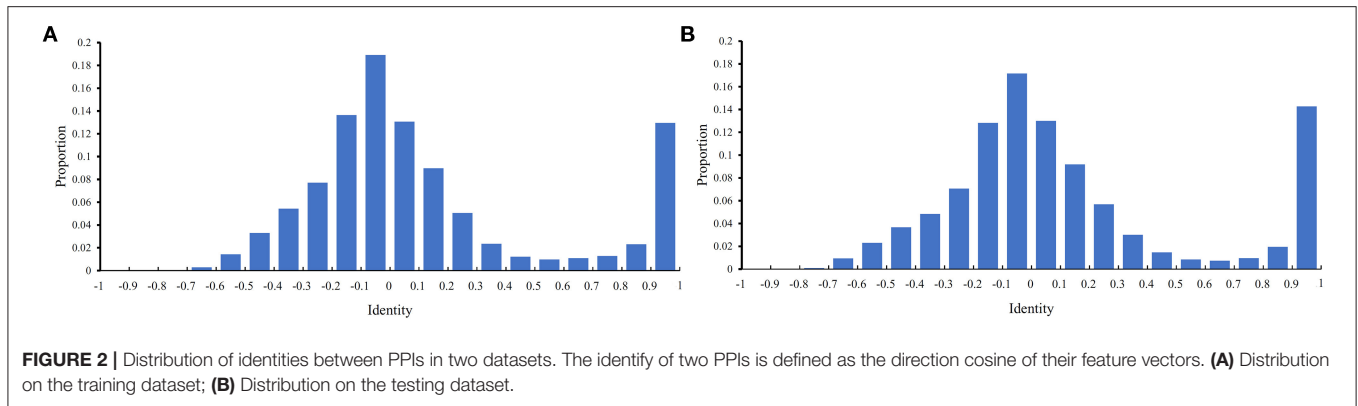 A
0.2
0.18
0.16
0.14
0.12
0.1
0.08
0.06
0.04
0.02
0
Proportion
-1 -0.9 -0.8 -0.7 -0.6 -0.5 -0.4 -0.3 -0.2 -0.1 0 0.1 0.2 0.3 0.4 0.5 0.6 0.7 0.8 0.9 1
Identity
B
0.2
0.18
0.16
0.14
0.12
0.1
0.08
0.06
0.04
0.02
0
Proportion
-1 -0.9 -0.8 -0.7 -0.6 -0.5 -0.4 -0.3 -0.2 -0.1 0 0.1 0.2 0.3 0.4 0.5 0.6 0.7 0.8 0.9 1
Identity
FIGURE 2 | Distribution of identities between PPIs in two datasets. The identify of two PPIs is defined as the direction cosine of their feature vectors. (A) Distribution
on the training dataset; (B) Distribution on the testing dataset.